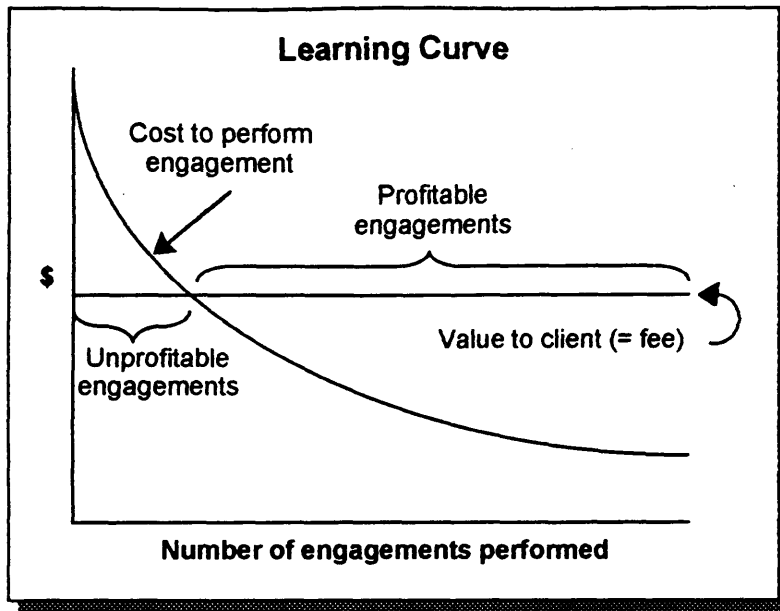 Learning Curve
Cost to perform
engagement
Profitable
engagements
$
Value to client (= fee)
Unprofitable
engagements
Number of engagements performed